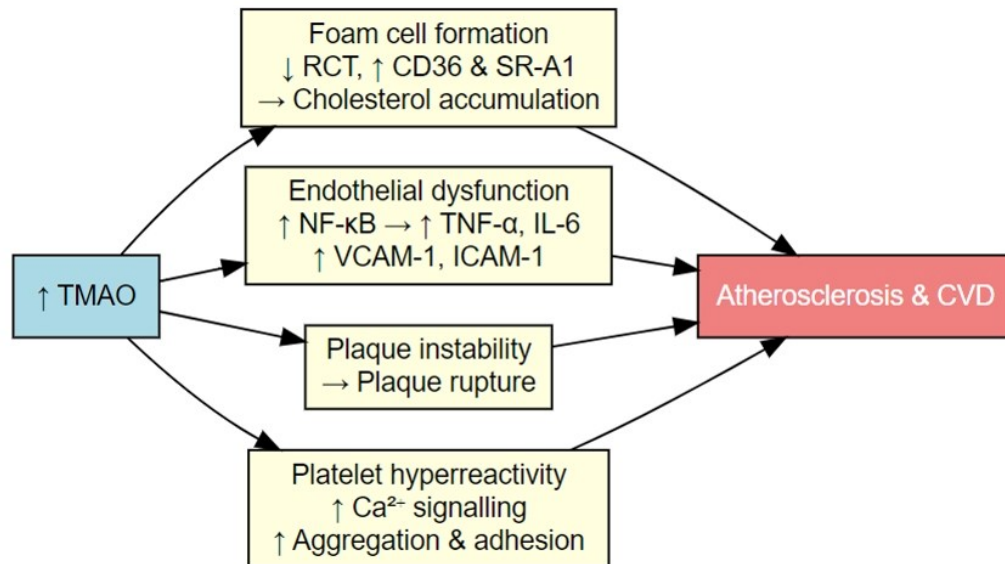 Foam cell formation
↓ RCT, ↑ CD36 & SR-A1
→ Cholesterol accumulation
Endothelial dysfunction
↑ NF-κB → ↑ TNF-α, IL-6
↑ VCAM-1, ICAM-1
↑ TMAO
Atherosclerosis & CVD
Plaque instability
→ Plaque rupture
Platelet hyperreactivity
↑ Ca²⁺ signalling
↑ Aggregation & adhesion